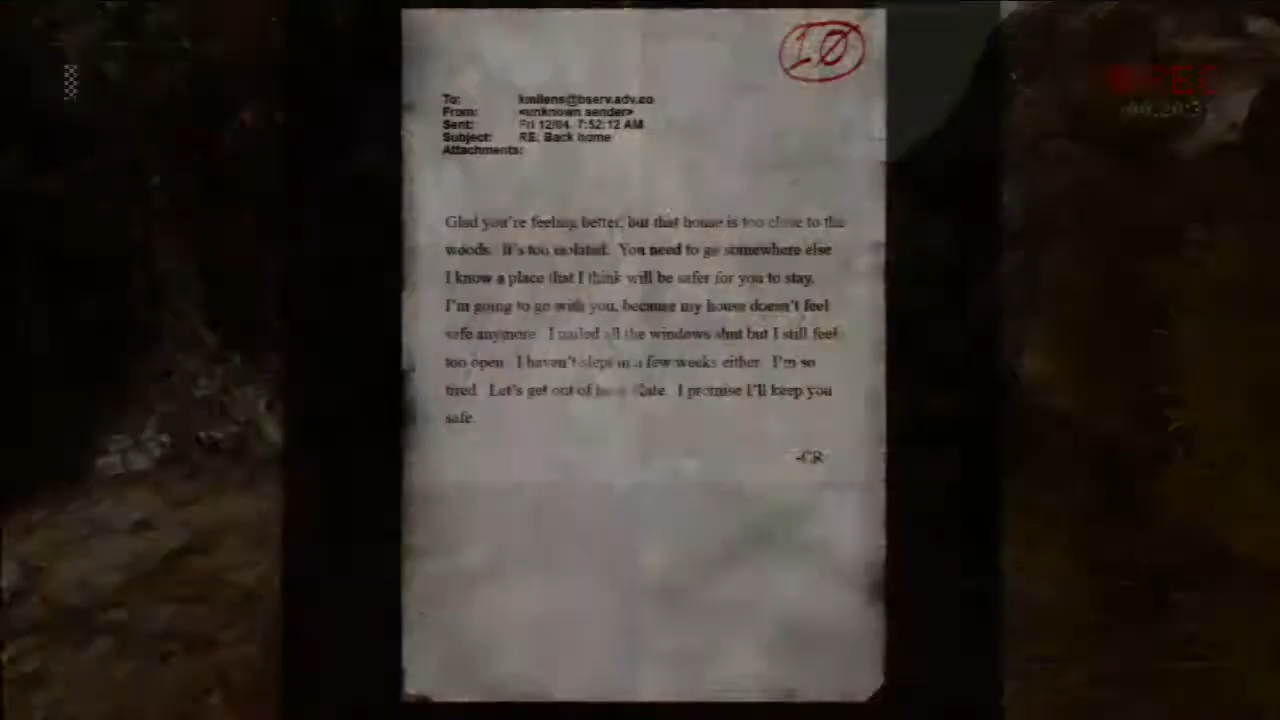 10
REC
To: kmilens@bserv.adv.co
From: <unknown sender>
Sent: Fri 12/04 7:52:12 AM
Subject: RE: Back home
Attachments:
Glad you're feeling better, but that house is too close to the
woods. It's too isolated. You need to go somewhere else
I know a place that I think will be safer for you to stay.
I'm going to go with you, because my house doesn't feel
safe anymore. I nailed all the windows shut but I still feel
too open. I haven't slept in a few weeks either. I'm so
tired. Let's get out of Kate. I promise I'll keep you
safe.
-CR